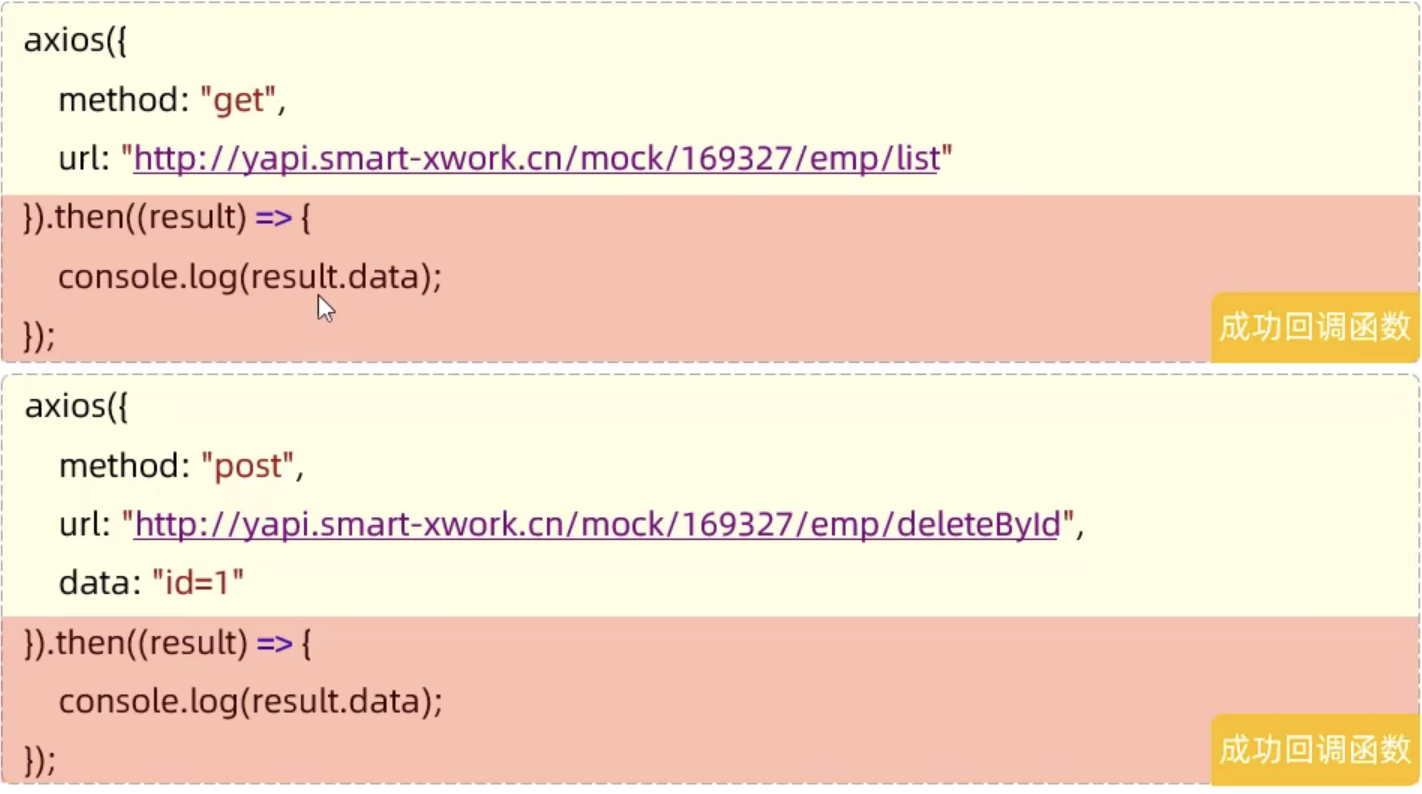 axios({
method: "get",
url: "http://yapi.smart-xwork.cn/mock/169327/emp/list"
}).then((result) => {
console.log(result.data);
});
成功回调函数
axios({
method: "post",
url: "http://yapi.smart-xwork.cn/mock/169327/emp/deleteById",
data: "id=1"
}).then((result) => {
console.log(result.data);
});
成功回调函数